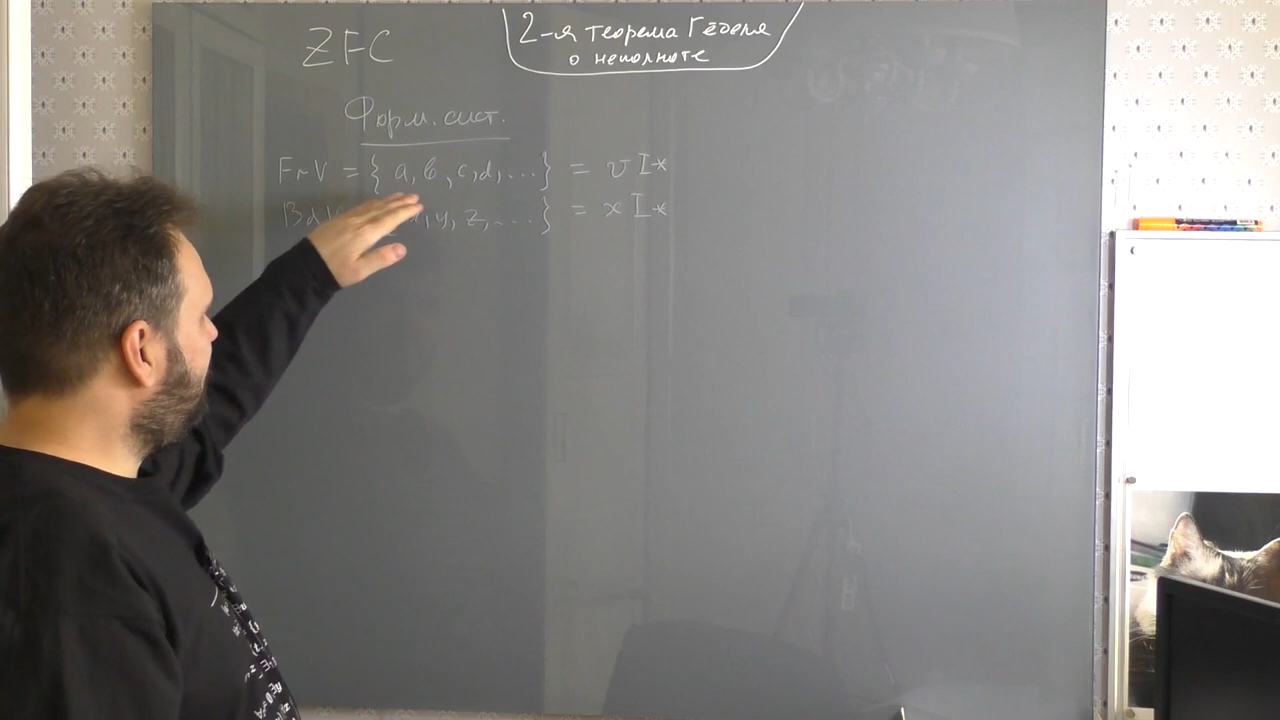 ZFC
2-я теорема Гёделя
о неполноте
Форм. сист.
FrV = { a, b, c, d, ... } = v I*
y, z, ... } = x I*